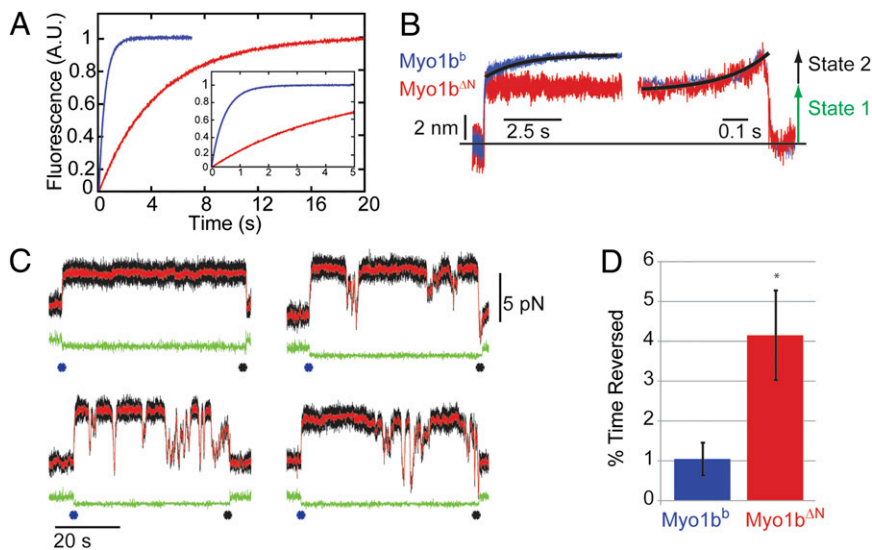 A
Fluorescence (A.U.)
1
0.8
0.6
0.4
0.2
0
0
4
8
12
16
20
Time (s)
1
0.8
0.6
0.4
0.2
0
0
1
2
3
4
5
B
Myo1bᵇ
Myo1b^ΔN
2 nm
2.5 s
0.1 s
State 2
State 1
C
5 pN
20 s
D
% Time Reversed
6
5
4
3
2
1
0
*
Myo1bᵇ
Myo1b^ΔN